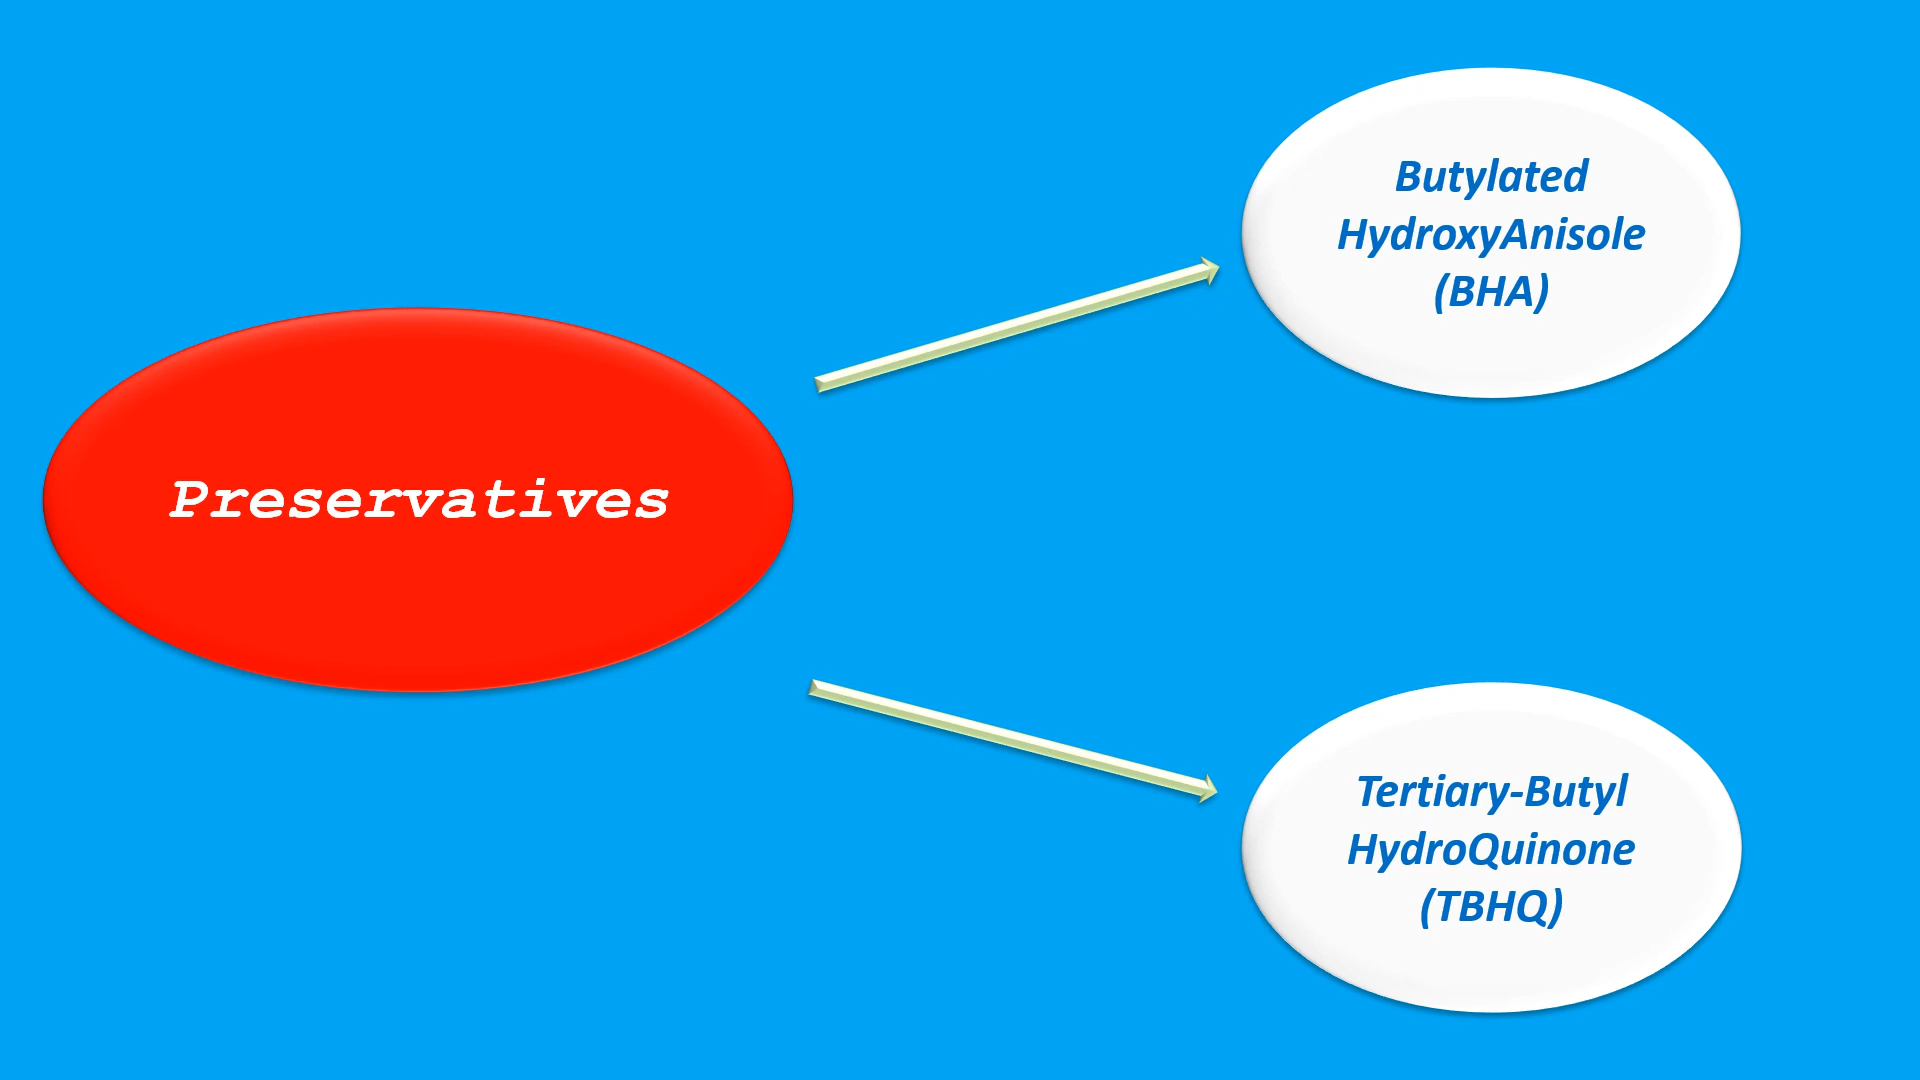 Preservatives
Butylated
HydroxyAnisole
(BHA)
Tertiary-Butyl
HydroQuinone
(TBHQ)